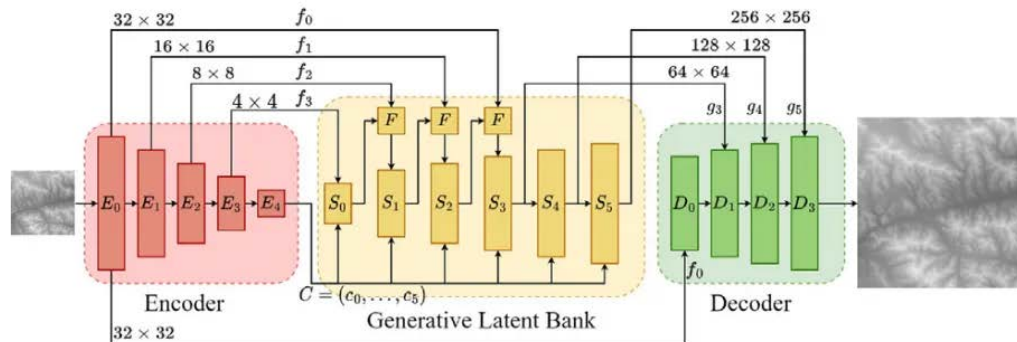 32 × 32 f₀ 256 × 256
16 × 16 f₁ 128 × 128
8 × 8 f₂ 64 × 64
4 × 4 f₃ g₃ g₄ g₅
F F F
E₀ E₁ E₂ E₃ E₄ S₀ S₁ S₂ S₃ S₄ S₅ D₀ D₁ D₂ D₃
f₀
C = (c₀, . . . , c₅)
Encoder Generative Latent Bank Decoder
32 × 32